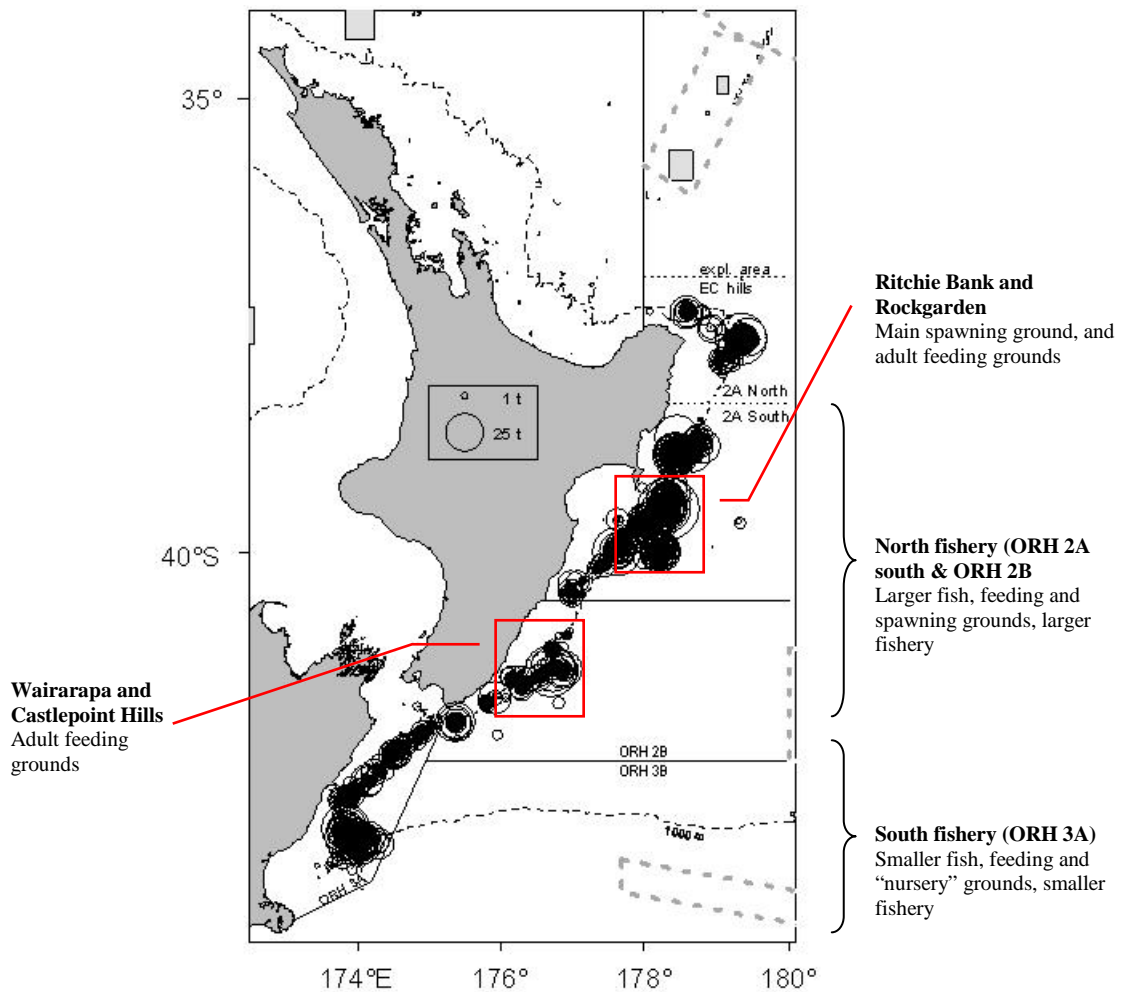 35°
40°S
174°E
176°
178°
180°
expl. area
EC hills
2A North
2A South
1 t
25 t
ORH 2B
ORH 3B
1000 m
ORH 3A
Ritchie Bank and
Rockgarden
Main spawning ground, and
adult feeding grounds
North fishery (ORH 2A
south & ORH 2B
Larger fish, feeding and
spawning grounds, larger
fishery
Wairarapa and
Castlepoint Hills
Adult feeding
grounds
South fishery (ORH 3A)
Smaller fish, feeding and
“nursery” grounds, smaller
fishery